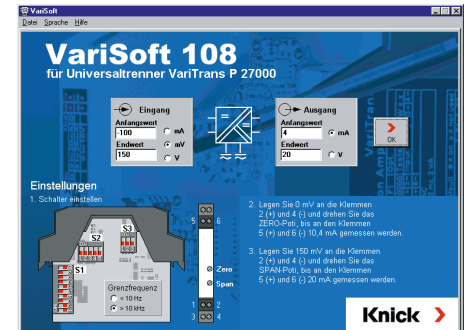 VariSoft
Datei Sprache Hilfe
VariSoft 108
für Universaltrenner VariTrans P 27000
Eingang
Anfangswert
-100
mA
mV
Endwert
150
V
Ausgang
Anfangswert
4
mA
Endwert
20
V
OK
Einstellungen
1. Schalter einstellen
S1
S2
S3
Grenzfrequenz
< 10 Hz
> 10 kHz
5 6
Zero
Span
1 2
3 4
2. Legen Sie 0 mV an die Klemmen
2 (+) und 4 (-) und drehen Sie das
ZERO-Poti, bis an den Klemmen
5 (+) und 6 (-) 10,4 mA gemessen werden.
3. Legen Sie 150 mV an die Klemmen
2 (+) und 4 (-) und drehen Sie das
SPAN-Poti, bis an den Klemmen
5 (+) und 6 (-) 20 mA gemessen werden.
Knick